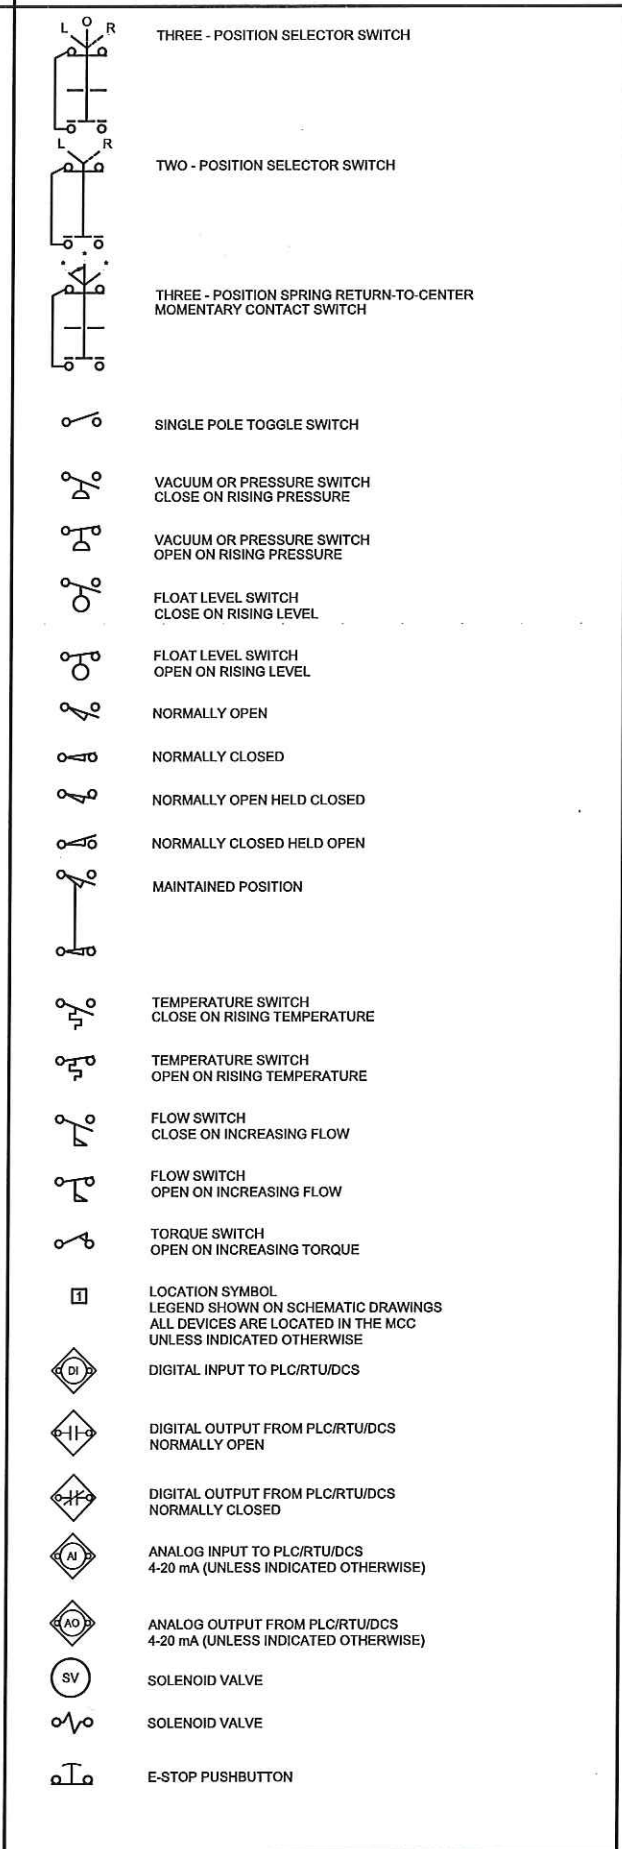 L O R
THREE - POSITION SELECTOR SWITCH
L R
TWO - POSITION SELECTOR SWITCH
* * *
THREE - POSITION SPRING RETURN-TO-CENTER
MOMENTARY CONTACT SWITCH
SINGLE POLE TOGGLE SWITCH
VACUUM OR PRESSURE SWITCH
CLOSE ON RISING PRESSURE
VACUUM OR PRESSURE SWITCH
OPEN ON RISING PRESSURE
FLOAT LEVEL SWITCH
CLOSE ON RISING LEVEL
FLOAT LEVEL SWITCH
OPEN ON RISING LEVEL
NORMALLY OPEN
NORMALLY CLOSED
NORMALLY OPEN HELD CLOSED
NORMALLY CLOSED HELD OPEN
MAINTAINED POSITION
TEMPERATURE SWITCH
CLOSE ON RISING TEMPERATURE
TEMPERATURE SWITCH
OPEN ON RISING TEMPERATURE
FLOW SWITCH
CLOSE ON INCREASING FLOW
FLOW SWITCH
OPEN ON INCREASING FLOW
TORQUE SWITCH
OPEN ON INCREASING TORQUE
1
LOCATION SYMBOL
LEGEND SHOWN ON SCHEMATIC DRAWINGS
ALL DEVICES ARE LOCATED IN THE MCC
UNLESS INDICATED OTHERWISE
DI
DIGITAL INPUT TO PLC/RTU/DCS
DIGITAL OUTPUT FROM PLC/RTU/DCS
NORMALLY OPEN
DIGITAL OUTPUT FROM PLC/RTU/DCS
NORMALLY CLOSED
AI
ANALOG INPUT TO PLC/RTU/DCS
4-20 mA (UNLESS INDICATED OTHERWISE)
AO
ANALOG OUTPUT FROM PLC/RTU/DCS
4-20 mA (UNLESS INDICATED OTHERWISE)
SV
SOLENOID VALVE
SOLENOID VALVE
E-STOP PUSHBUTTON